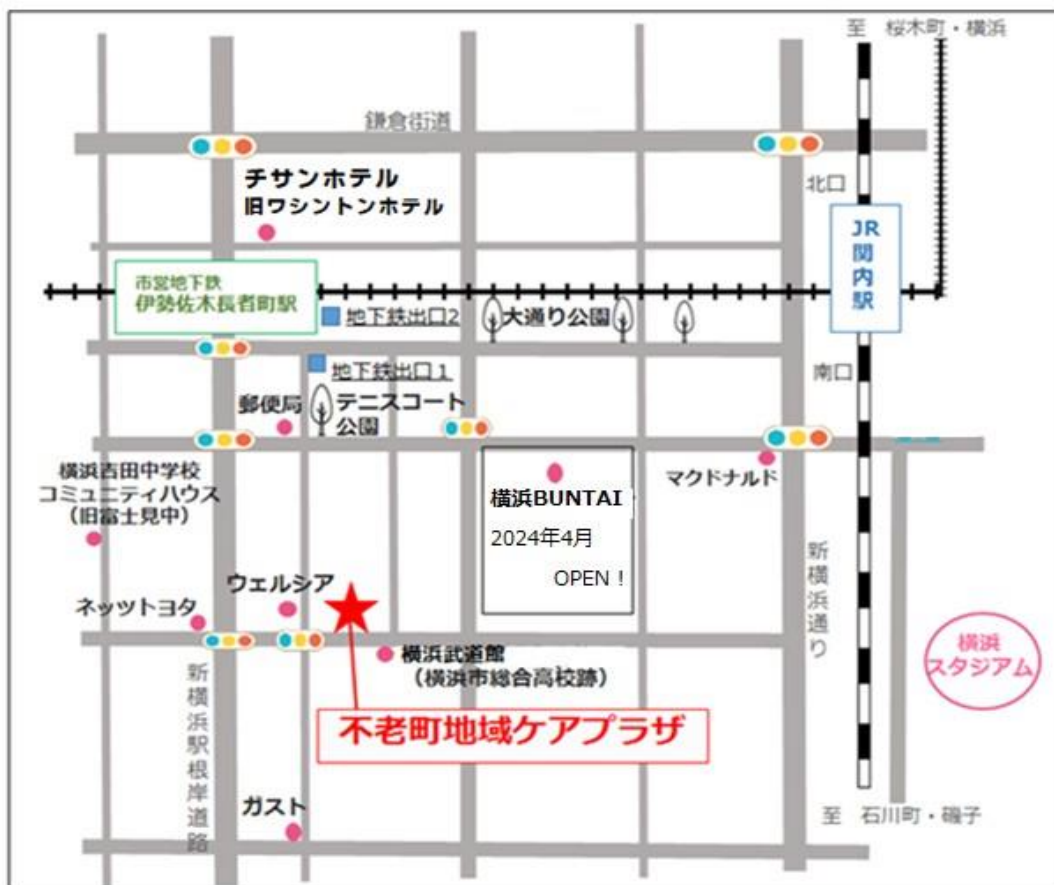 至　桜木町・横浜
鎌倉街道
北口
チサンホテル
旧ワシントンホテル
JR
関
内
駅
市営地下鉄
伊勢佐木長者町駅
地下鉄出口2
大通り公園
地下鉄出口１
南口
郵便局
テニスコート
公園
横浜吉田中学校
コミュニティハウス
（旧富士見中）
マクドナルド
横浜BUNTAI
2024年4月
OPEN！
新横浜通り
ウェルシア
ネッツトヨタ
横浜武道館
（横浜市総合高校跡）
横浜
スタジアム
不老町地域ケアプラザ
新横浜駅根岸道路
ガスト
至　石川町・磯子